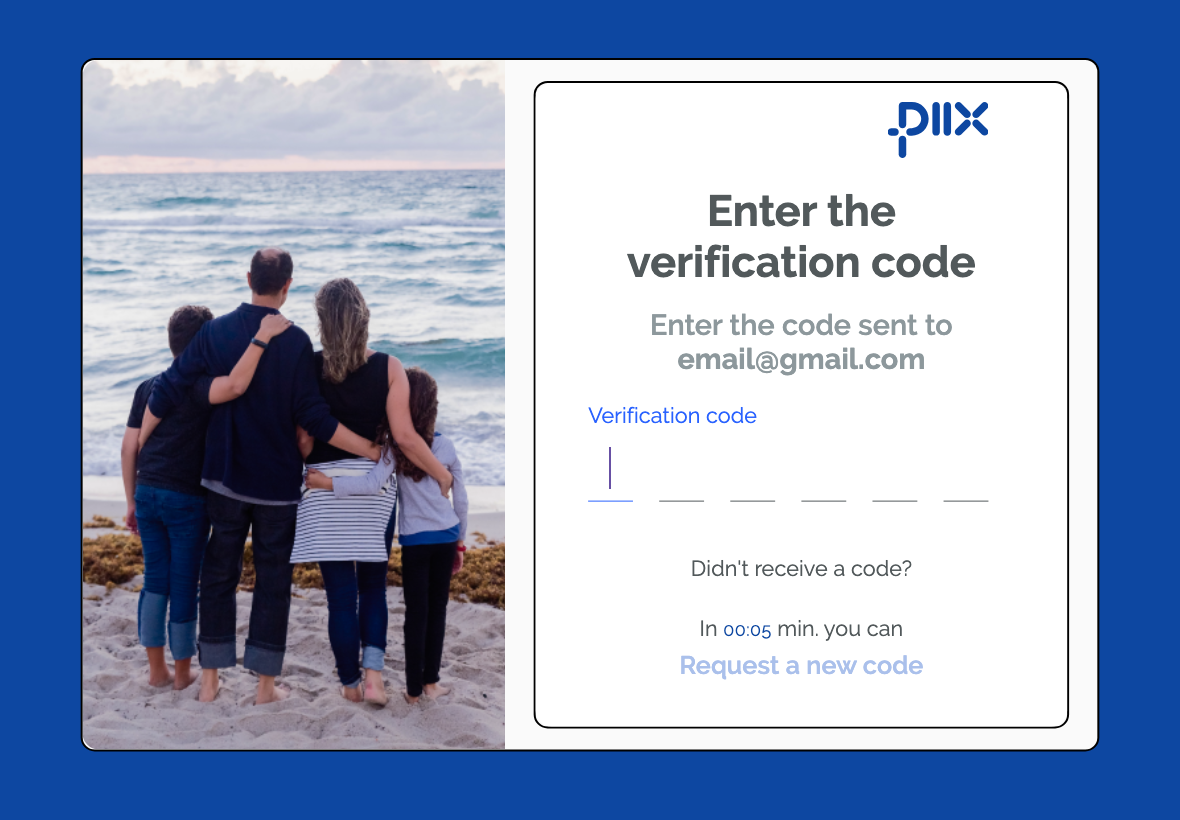 PIIX
Enter the
verification code
Enter the code sent to
email@gmail.com
Verification code
Didn't receive a code?
In 00:05 min. you can
Request a new code